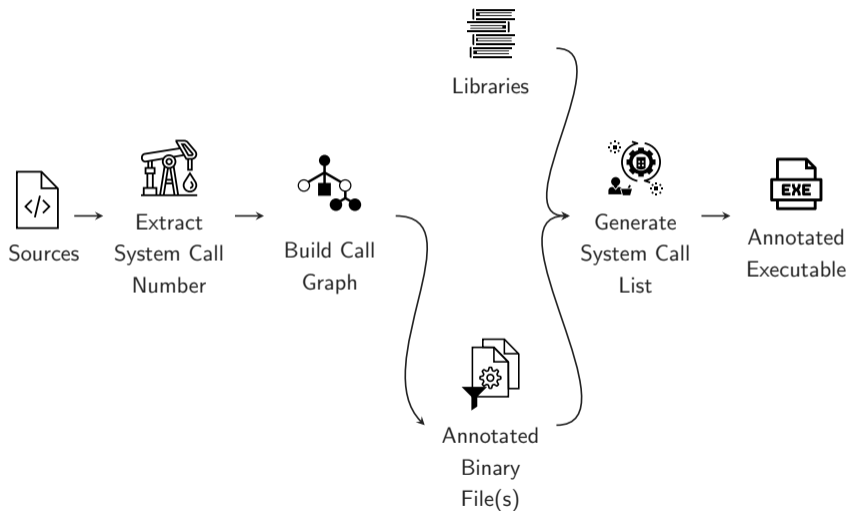 Libraries
</>
Sources
Extract
System Call
Number
Build Call
Graph
Generate
System Call
List
EXE
Annotated
Executable
Annotated
Binary
File(s)